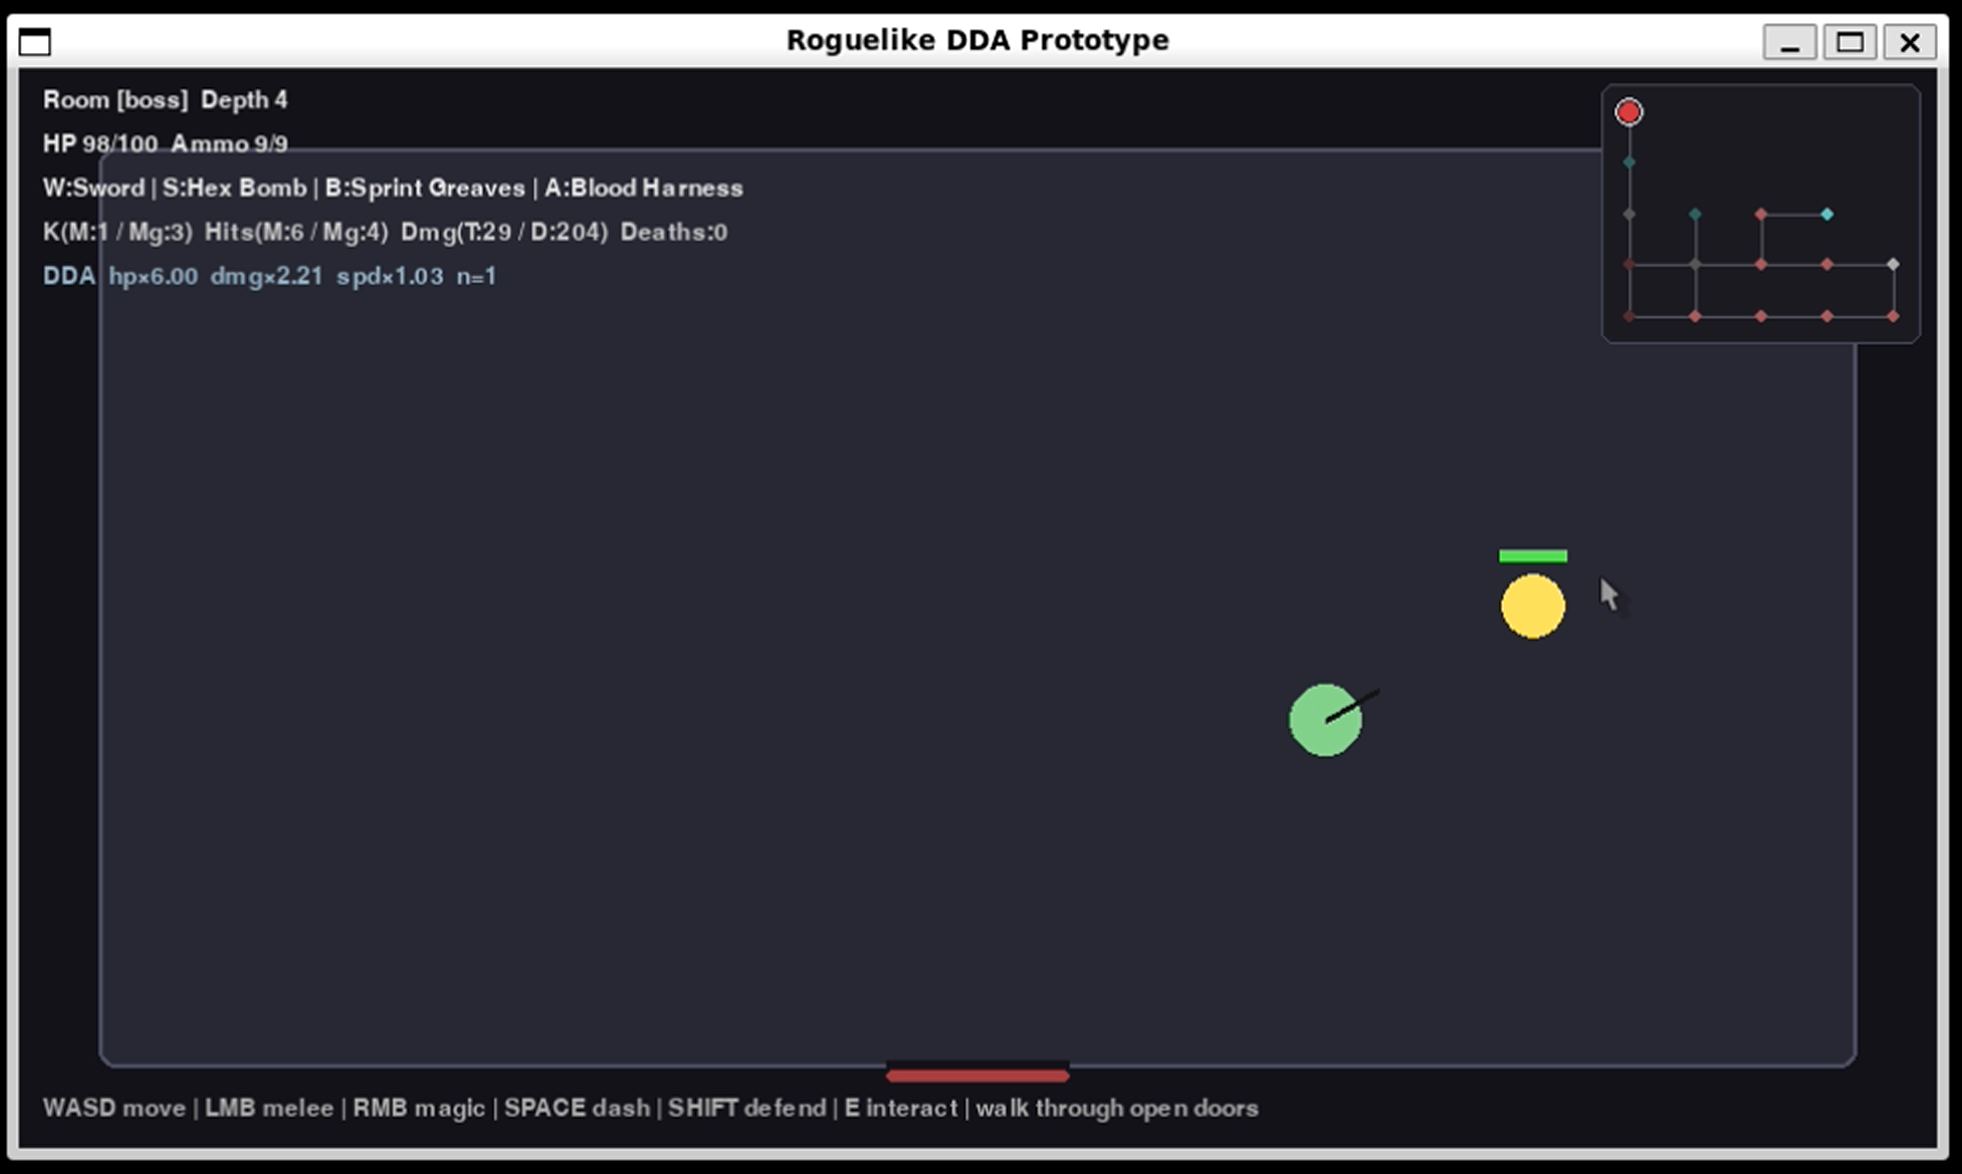 Roguelike DDA Prototype
Room [boss] Depth 4
HP 98/100 Ammo 9/9
W:Sword | S:Hex Bomb | B:Sprint Greaves | A:Blood Harness
K(M:1 / Mg:3) Hits(M:6 / Mg:4) Dmg(T:29 / D:204) Deaths:0
DDA hp×6.00 dmg×2.21 spd×1.03 n=1
WASD move | LMB melee | RMB magic | SPACE dash | SHIFT defend | E interact | walk through open doors